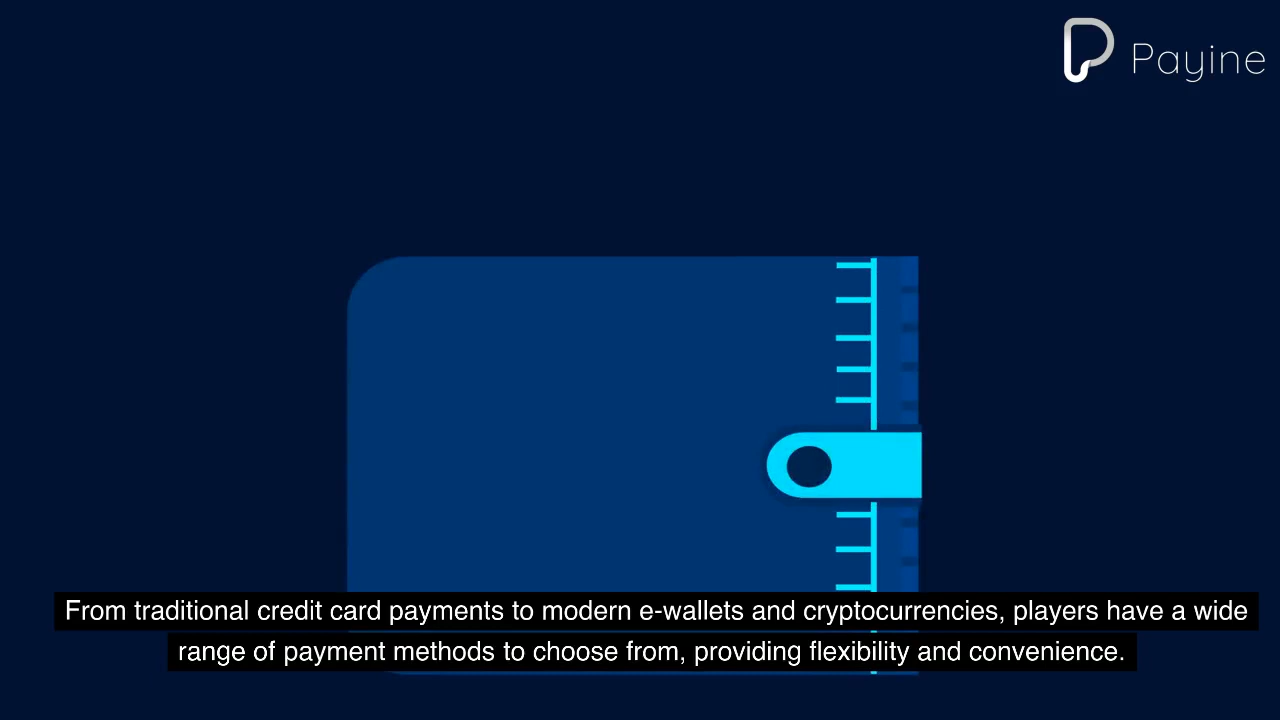 Payine
From traditional credit card payments to modern e-wallets and cryptocurrencies, players have a wide
range of payment methods to choose from, providing flexibility and convenience.